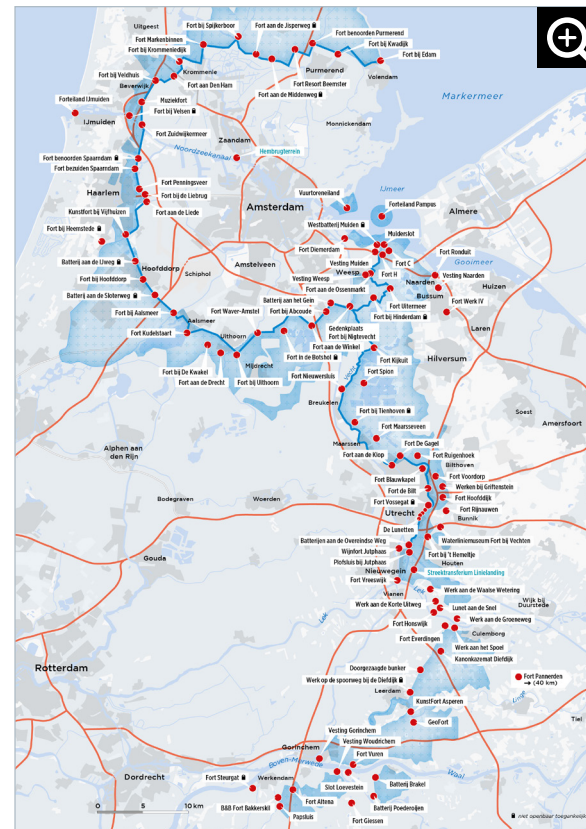 Uitgeest
Fort bij Spijkerboor
Fort aan de Jisperweg
Fort benoorden Purmerend
Fort Markenbinnen
Fort bij Kwadijk
Fort bij Krommeniedijk
Fort bij Edam
Krommenie
Purmerend
Fort bij Veldhuis
Volendam
Beverwijk
Fort aan Den Ham
Fort Resort Beemster
Fort aan de Middenweg
Forteiland IJmuiden
Muziekfort
Markermeer
Fort bij Velsen
IJmuiden
Monnickendam
Fort Zuidwijkermeer
Zaandam
Noordzeekanaal
Hembrugterrein
Fort benoorden Spaarndam
Fort bezuiden Spaarndam
Fort Penningsveer
IJmeer
Haarlem
Fort bij de Liebrug
Vuurtoreneiland
Forteiland Pampus
Kunstfort bij Vijfhuizen
Fort aan de Liede
Amsterdam
Almere
Fort bij Heemstede
Westbatterij Muiden
Muiderslot
Fort Diemerdam
Fort Ronduit
Batterij aan de IJweg
Vesting Muiden
Fort C
Gooimeer
Hoofddorp
Schiphol
Amstelveen
Vesting Weesp
Weesp
Fort H
Vesting Naarden
Fort bij Hoofddorp
Naarden
Huizen
Fort aan de Ossenmarkt
Bussum
Batterij aan de Sloterweg
Batterij aan het Gein
Fort Uitermeer
Fort Werk IV
Fort bij Aalsmeer
Fort Waver-Amstel
Fort bij Abcoude
Fort bij Hinderdam
Aalsmeer
Gedenkplaats
Fort bij Nigtevecht
Laren
Fort Kudelstaart
Uithoorn
Fort aan de Winkel
Mijdrecht
Fort in de Botshol
Fort Kijkuit
Hilversum
Fort bij De Kwakel
Fort Nieuwersluis
Vecht
Fort Spion
Fort aan de Drecht
Fort bij Uithoorn
Breukelen
Fort bij Tienhoven
Soest
Amersfoort
Fort Maarsseveen
Alphen aan
den Rijn
Maarssen
Fort De Gagel
Fort aan de Klop
Fort Ruigenhoek
Bilthoven
Fort Blauwkapel
Fort Voordorp
Fort de Bilt
Werken bij Griftenstein
Bodegraven
Woerden
Fort Vossegat
Fort Hoofddijk
Utrecht
Fort Rijnauwen
Bunnik
De Lunetten
Batterijen aan de Overeindse Weg
Waterliniemuseum Fort bij Vechten
Wijnfort Jutphaas
Fort bij 't Hemeltje
Gouda
Plofsluis bij Jutphaas
Houten
Nieuwegein
Streektransferium Linielanding
Fort Vreeswijk
Lek
Werk aan de Waalse Wetering
Vianen
Wijk bij
Duurstede
Werk aan de Korte Uitweg
Lunet aan de Snel
Lek
Werk aan de Groeneweg
Fort Honswijk
Culemborg
Fort Everdingen
Werk aan het Spoel
Kanonkazemat Diefdijk
Rotterdam
Doorgezaagde bunker
Werk op de spoorweg bij de Diefdijk
Fort Pannerden
→ (40 km)
Leerdam
Linge
KunstFort Asperen
GeoFort
Tiel
Vesting Gorinchem
Vesting Woudrichem
Gorinchem
Fort Vuren
Boven-Merwede
Waal
Dordrecht
Fort Steurgat
Werkendam
Slot Loevestein
Batterij Brakel
Fort Altena
Batterij Poederoijen
B&B Fort Bakkerskil
Papsluis
Fort Giessen
0 5 10 km
niet openbaar toegankelijk